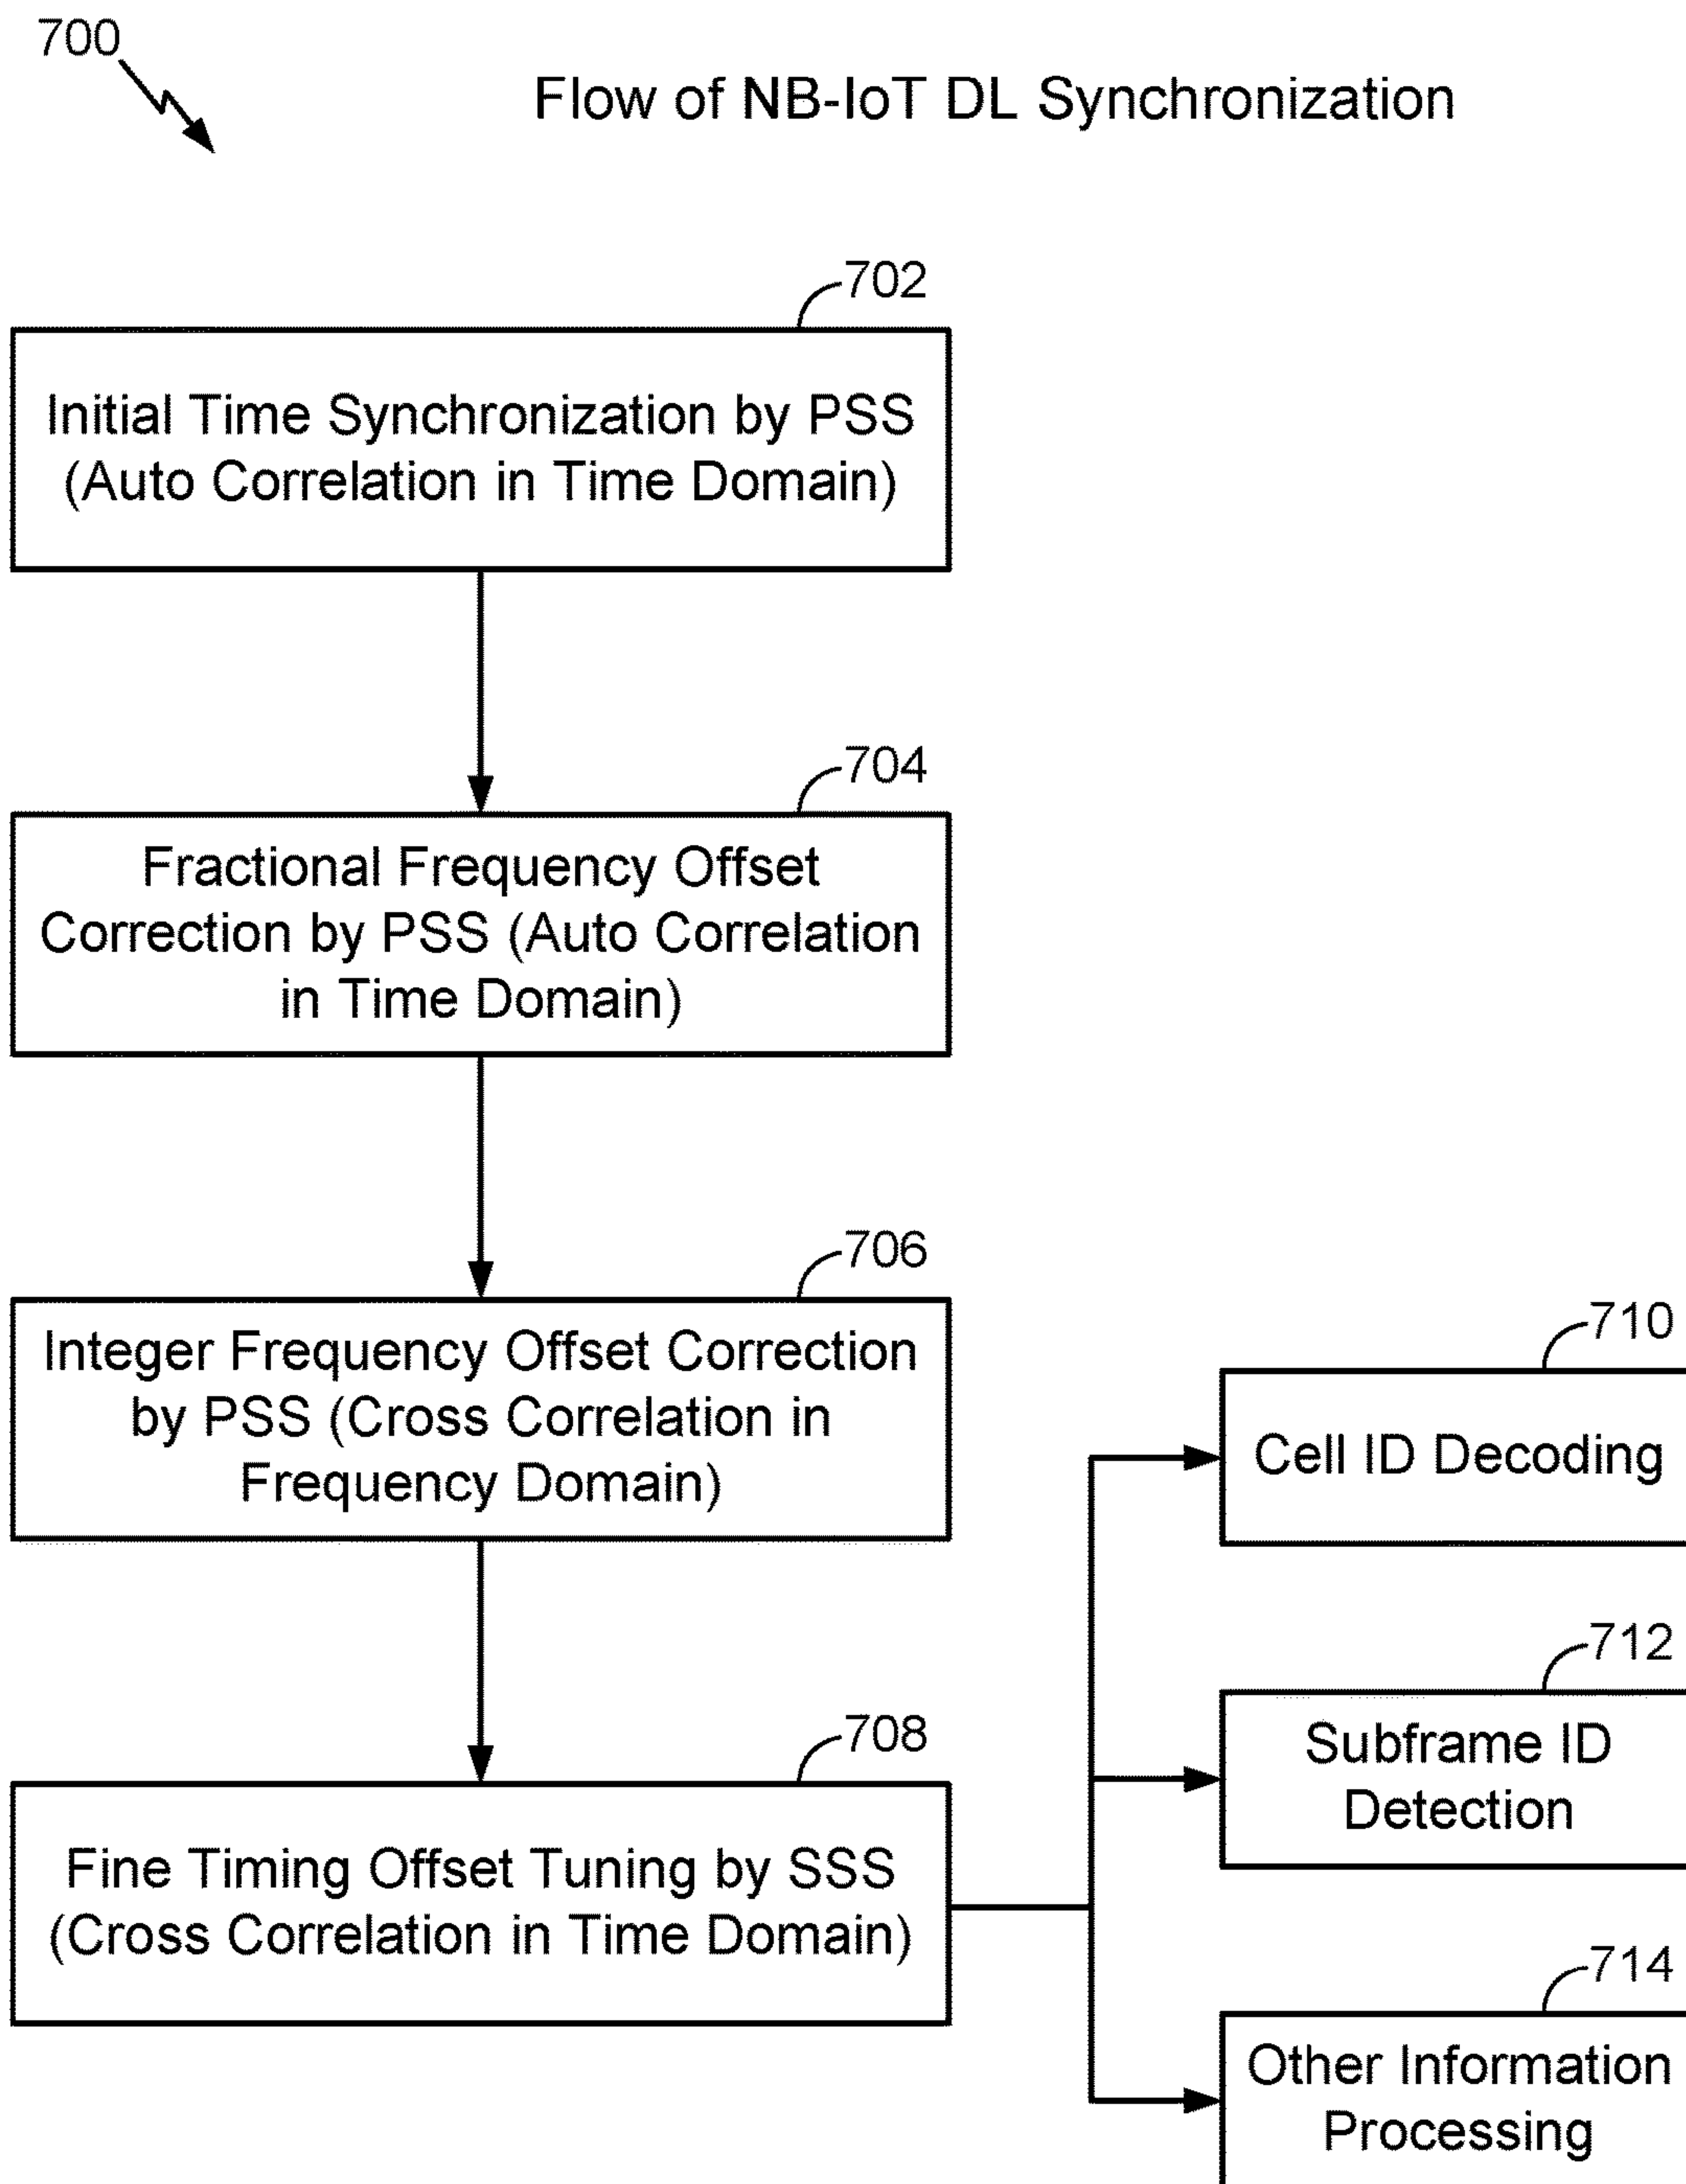 700
Flow of NB-IoT DL Synchronization
702
Initial Time Synchronization by PSS
(Auto Correlation in Time Domain)
704
Fractional Frequency Offset
Correction by PSS (Auto Correlation
in Time Domain)
706
Integer Frequency Offset Correction
by PSS (Cross Correlation in
Frequency Domain)
708
Fine Timing Offset Tuning by SSS
(Cross Correlation in Time Domain)
710
Cell ID Decoding
712
Subframe ID
Detection
714
Other Information
Processing